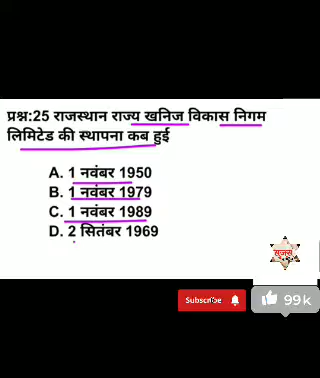 प्रश्न:25 राजस्थान राज्य खनिज विकास निगम
लिमिटेड की स्थापना कब हुई
A. 1 नवंबर 1950
B. 1 नवंबर 1979
C. 1 नवंबर 1989
D. 2 सितंबर 1969
सुजस
Subscribe
99k